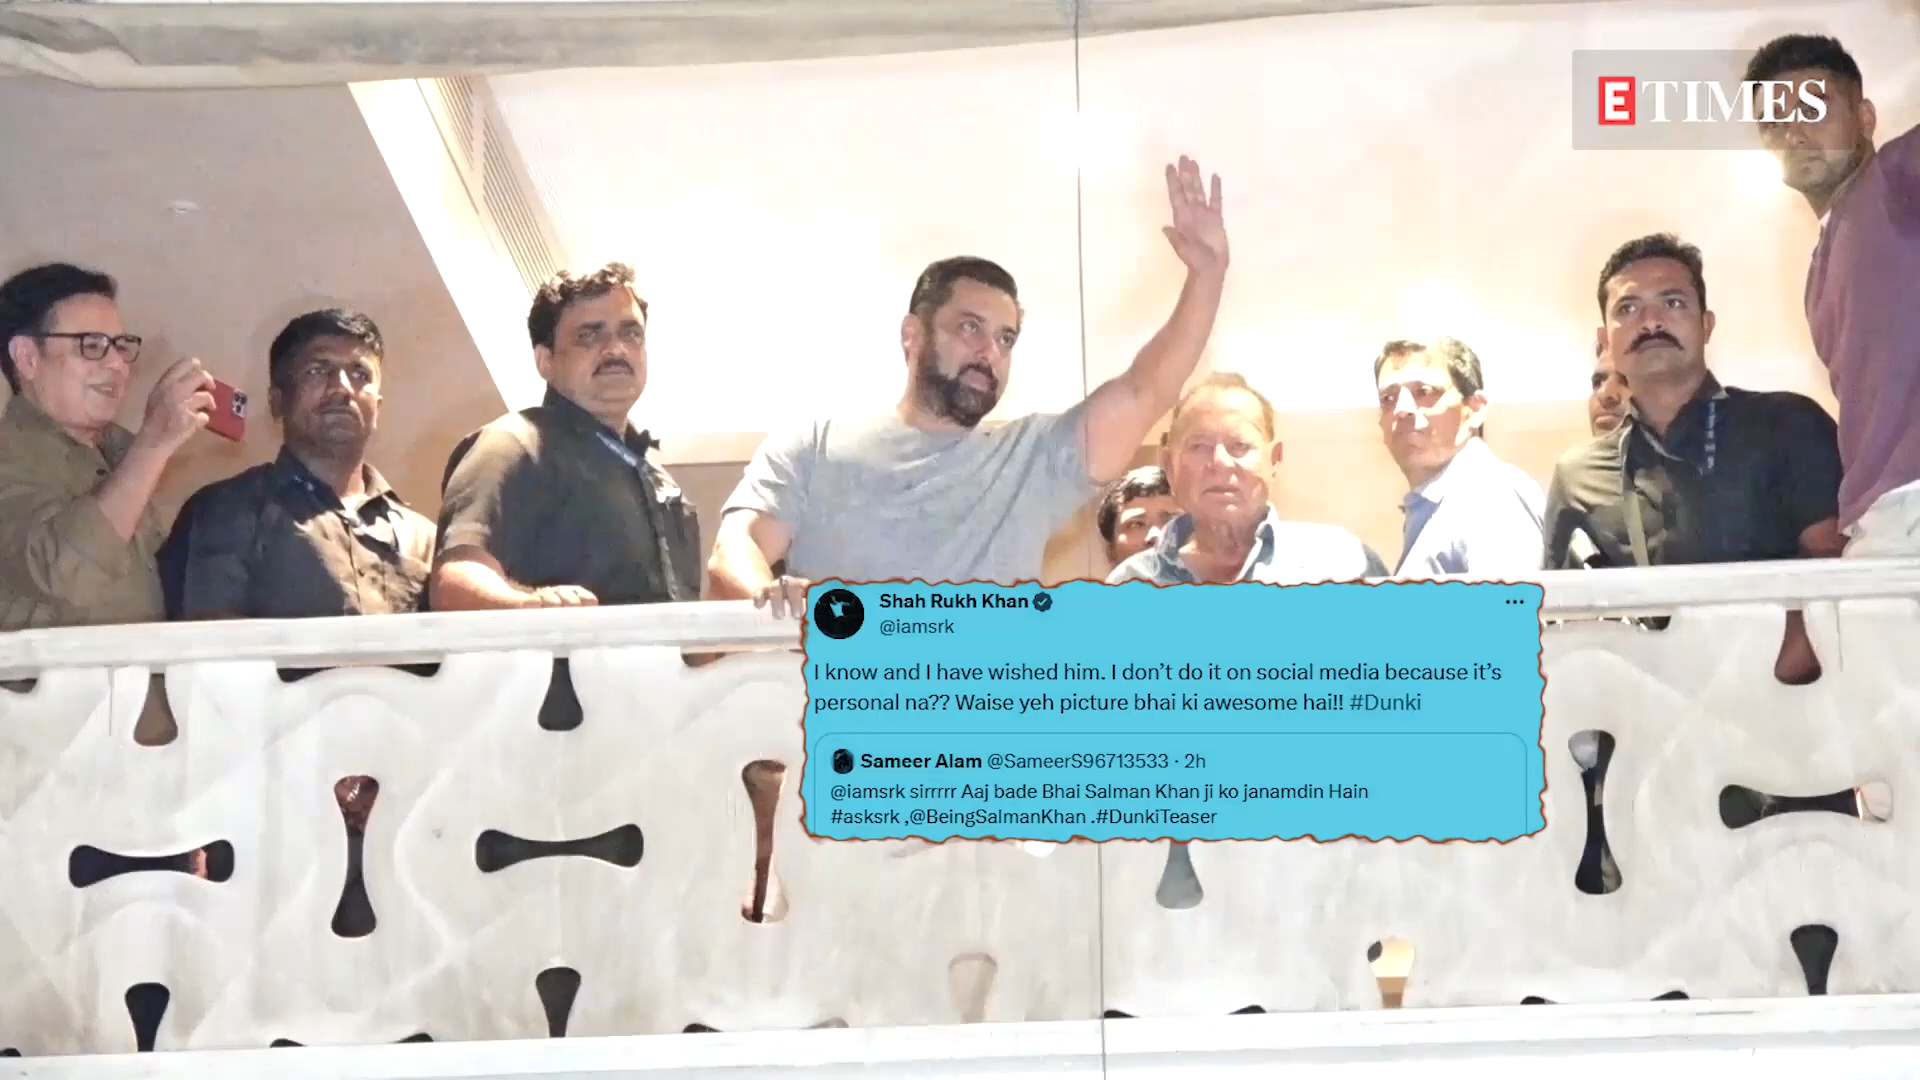 E TIMES
Shah Rukh Khan
@iamsrk
I know and I have wished him. I don't do it on social media because it's
personal na?? Waise yeh picture bhai ki awesome hai!! #Dunki
Sameer Alam @SameerS96713533 · 2h
@iamsrk sirrrrr Aaj bade Bhai Salman Khan ji ko janamdin Hain
#asksrk ,@BeingSalmanKhan .#DunkiTeaser